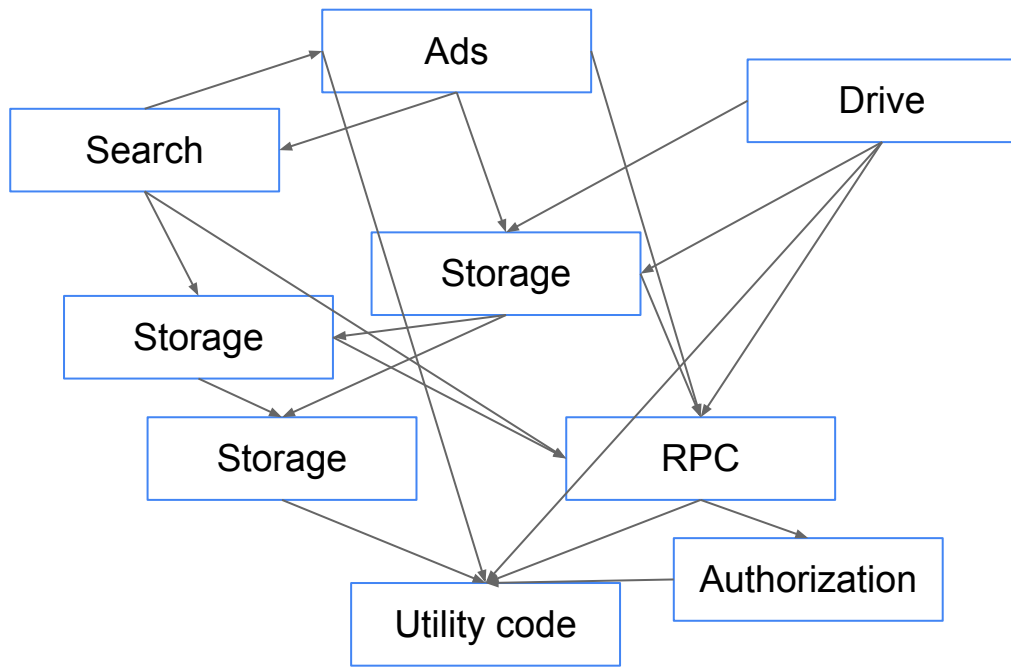 Ads
Drive
Search
Storage
Storage
Storage
RPC
Authorization
Utility code